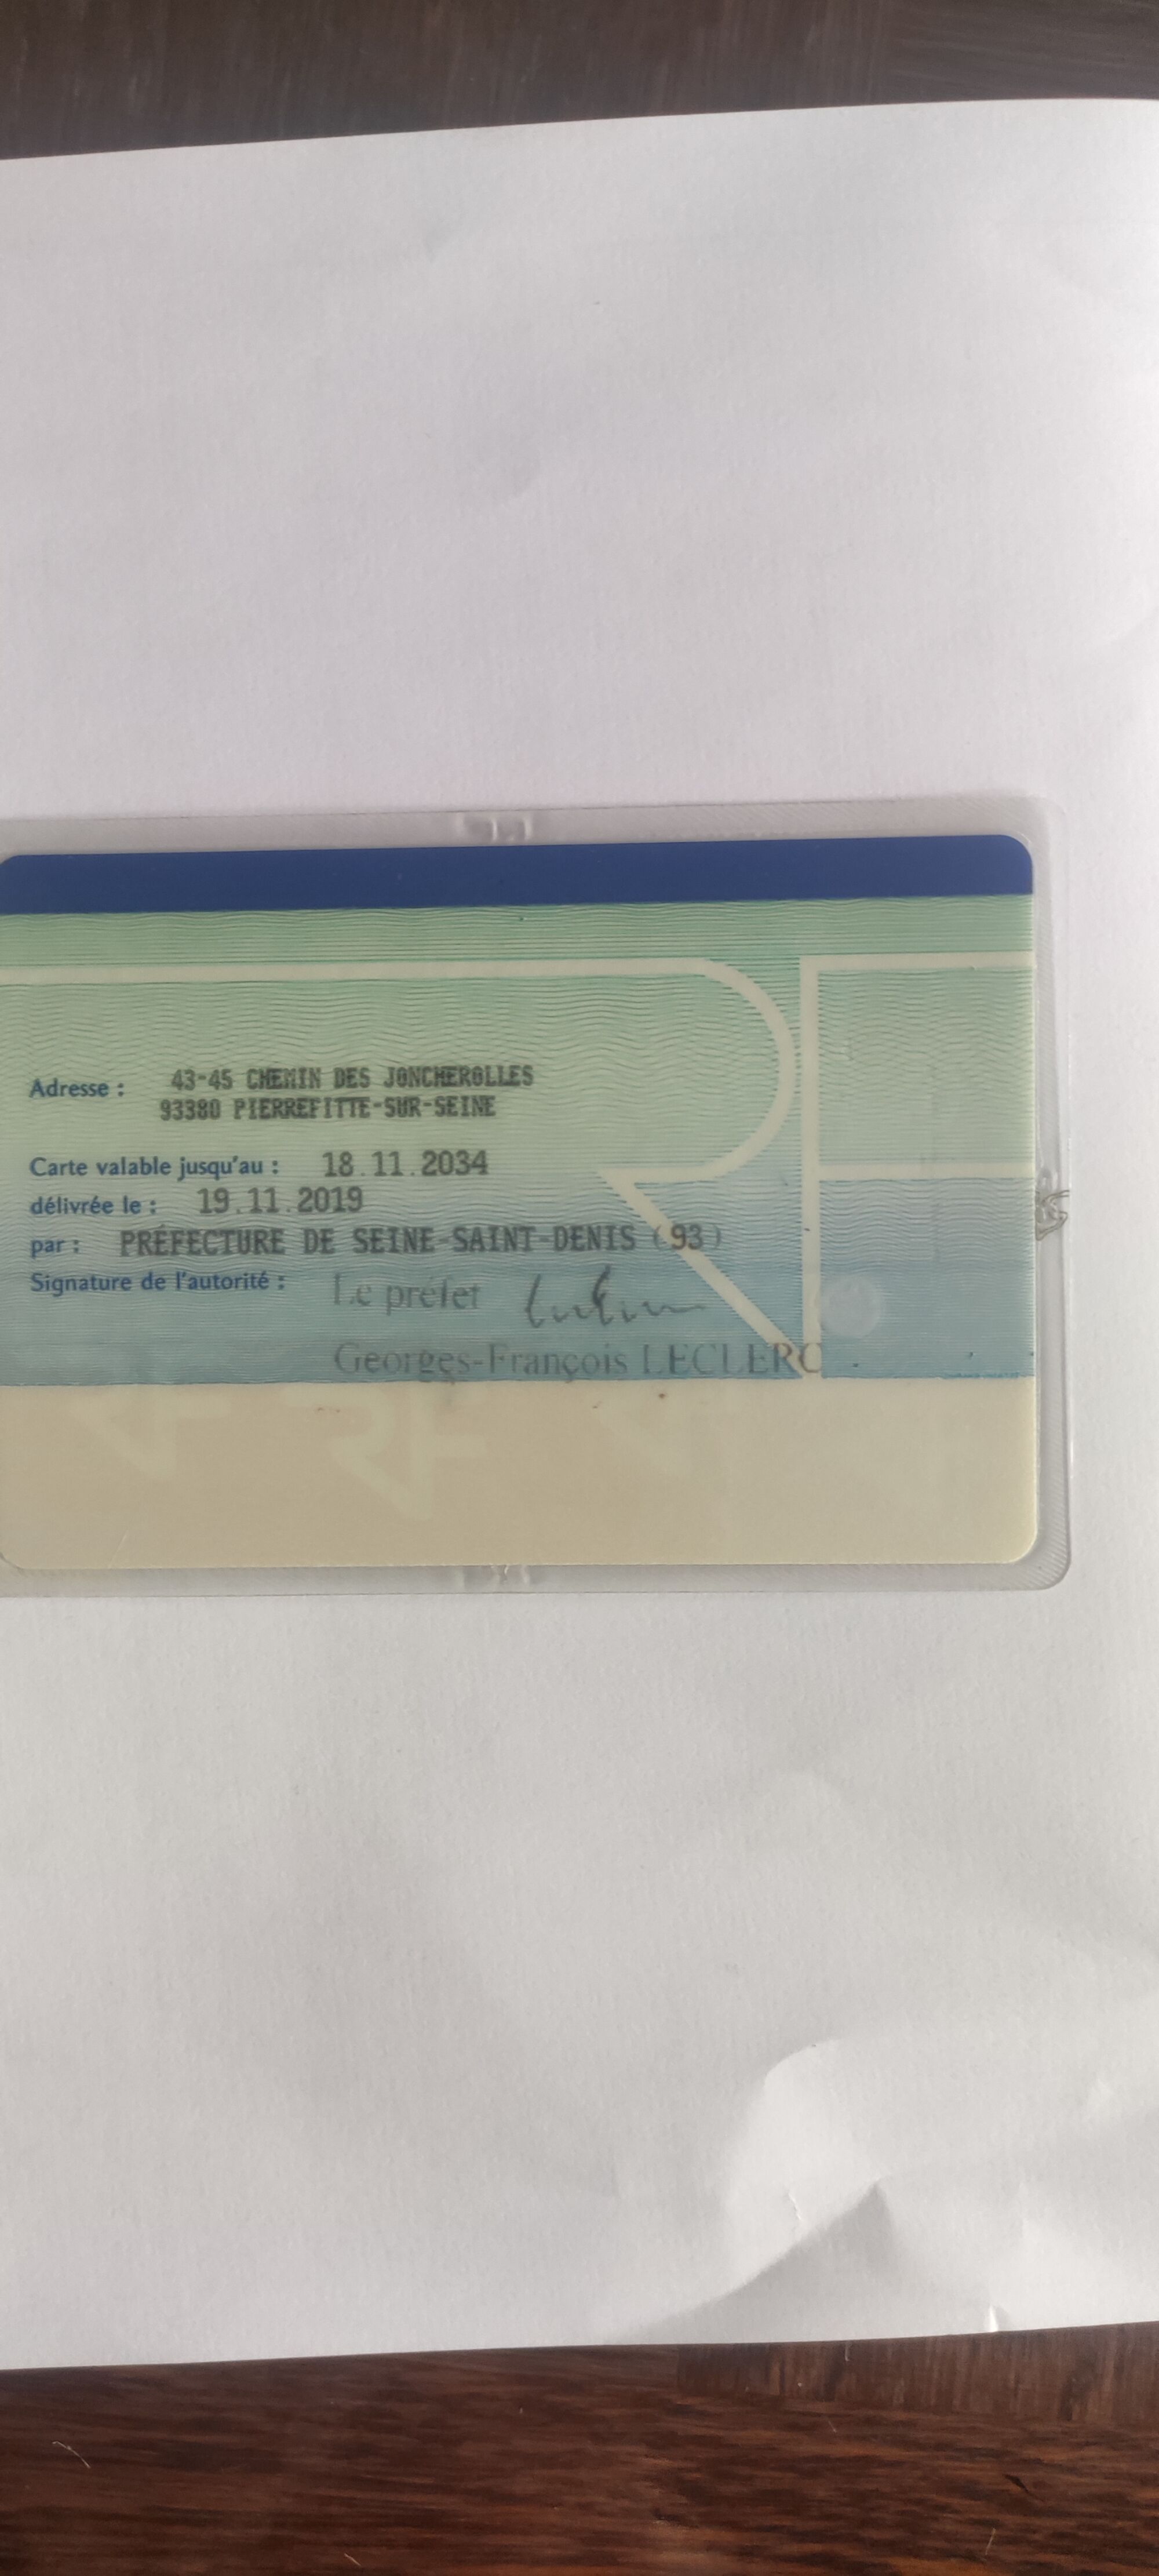 Adresse : 43-45 CHEMIN DES JONCHEROLLES
93380 PIERREFITTE-SUR-SEINE
Carte valable jusqu'au : 18.11.2034
délivrée le : 19.11.2019
par : PRÉFECTURE DE SEINE-SAINT-DENIS (93)
Signature de l'autorité : Le préfet
Georges-François LECLERC
RF